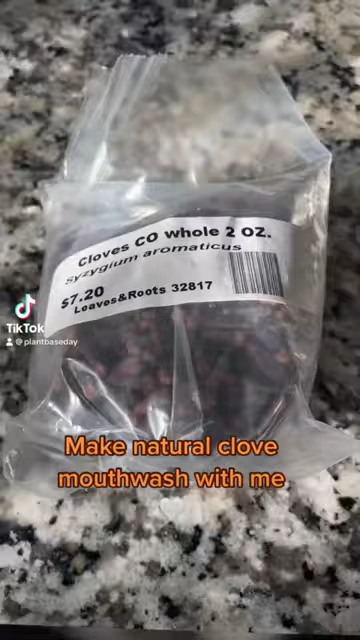 Cloves CO whole 2 OZ.
Syzygium aromaticus
$7.20
Leaves&Roots 32817
TikTok
@plantbaseday
Make natural clove
mouthwash with me